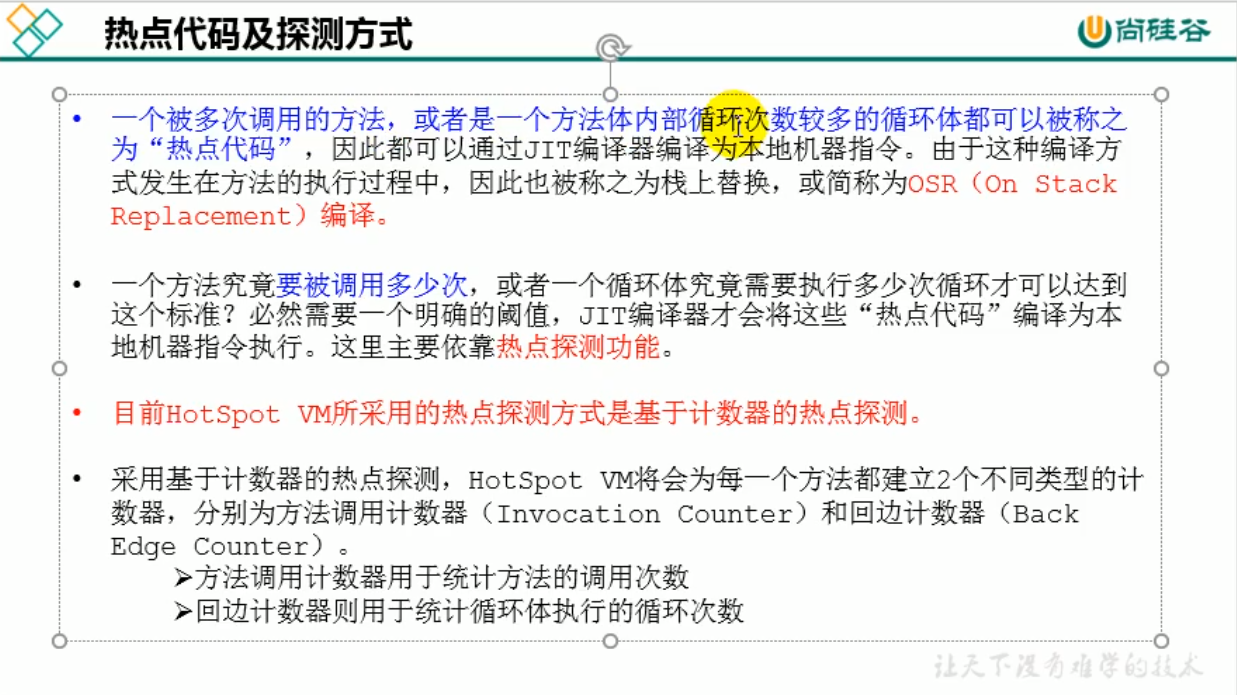 热点代码及探测方式
尚硅谷
• 一个被多次调用的方法，或者是一个方法体内部循环次数较多的循环体都可以被称之
为“热点代码”，因此都可以通过JIT编译器编译为本地机器指令。由于这种编译方
式发生在方法的执行过程中，因此也被称之为栈上替换，或简称为OSR（On Stack
Replacement）编译。
• 一个方法究竟要被调用多少次，或者一个循环体究竟需要执行多少次循环才可以达到
这个标准？必然需要一个明确的阈值，JIT编译器才会将这些“热点代码”编译为本
地机器指令执行。这里主要依靠热点探测功能。
• 目前HotSpot VM所采用的热点探测方式是基于计数器的热点探测。
• 采用基于计数器的热点探测，HotSpot VM将会为每一个方法都建立2个不同类型的计
数器，分别为方法调用计数器（Invocation Counter）和回边计数器（Back
Edge Counter）。
➢方法调用计数器用于统计方法的调用次数
➢回边计数器则用于统计循环体执行的循环次数
让天下没有难学的技术